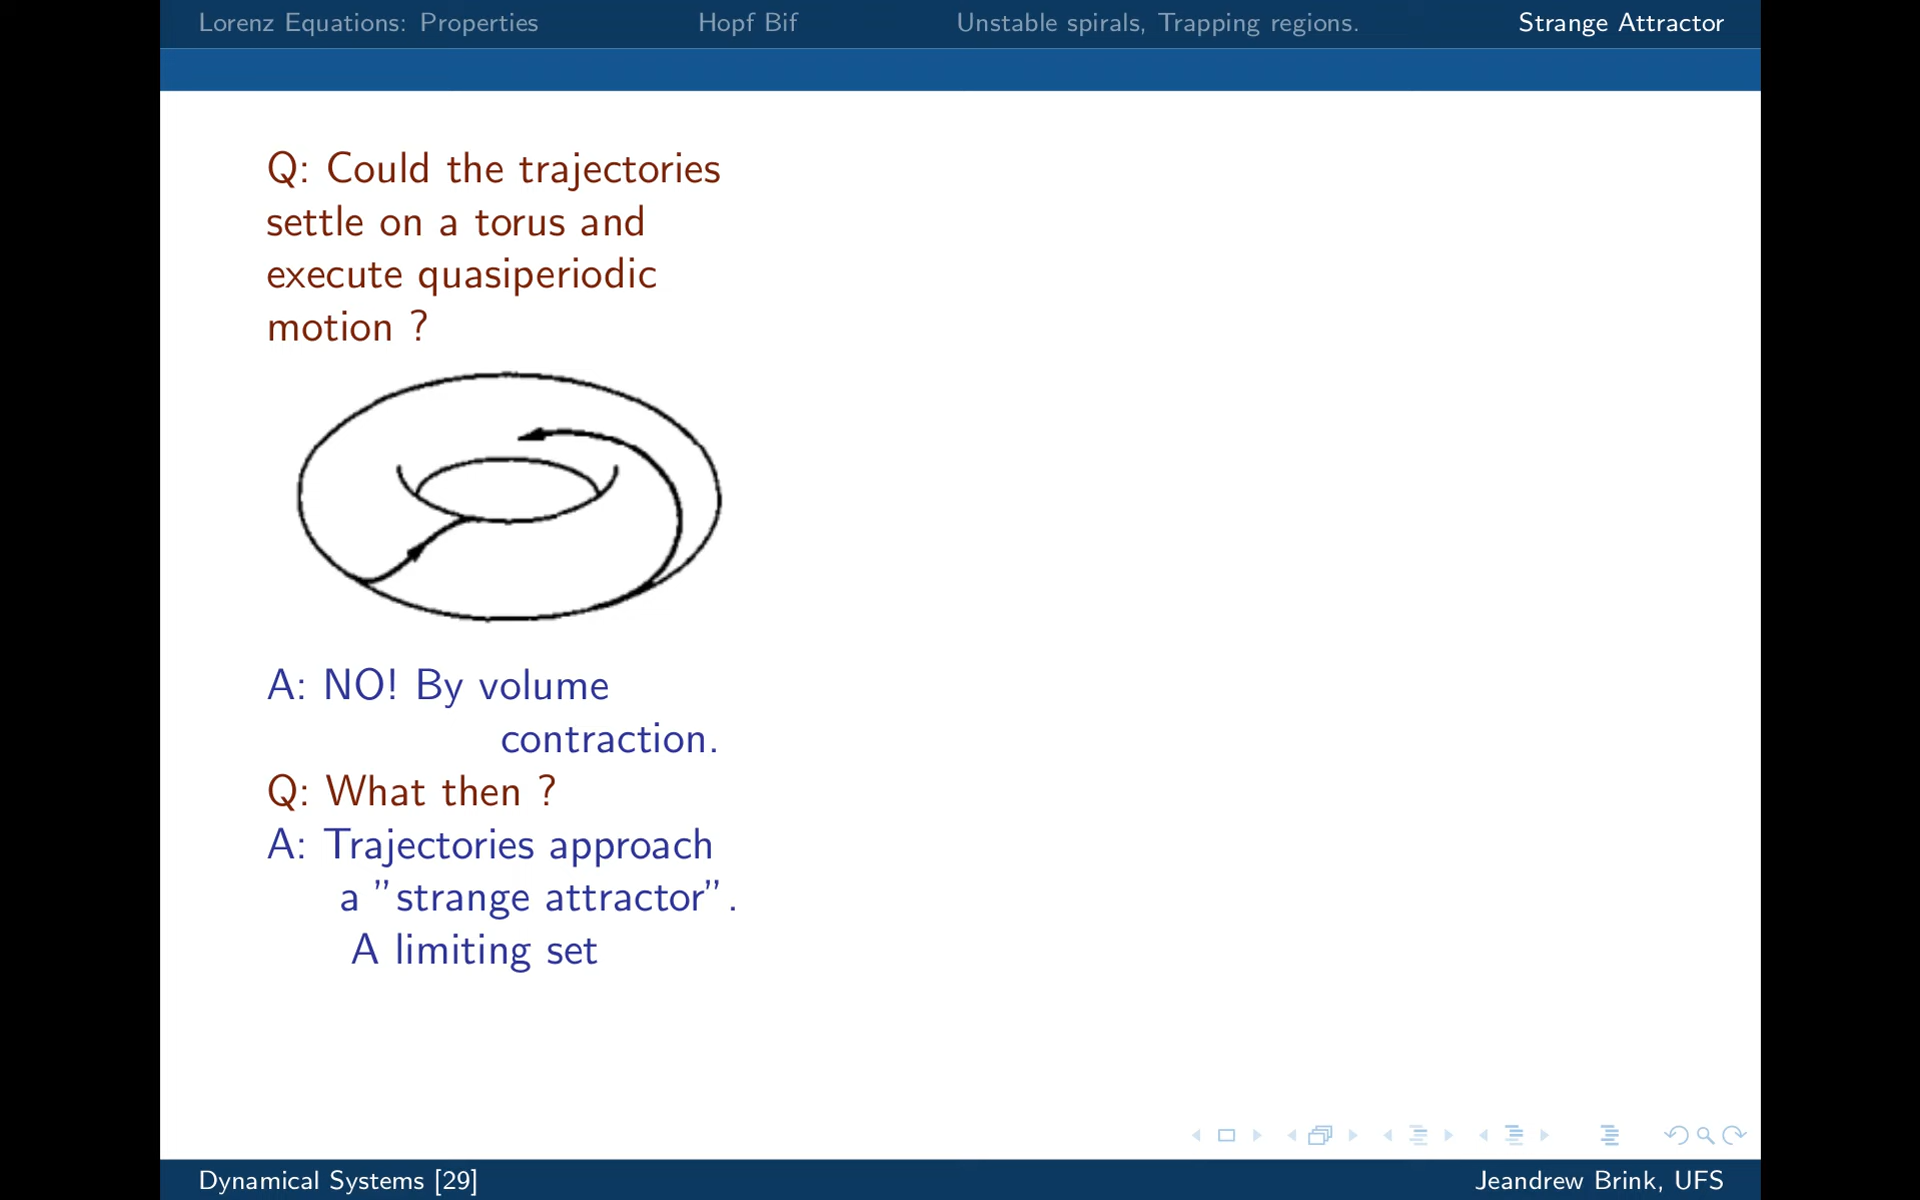 Lorenz Equations: Properties Hopf Bif Unstable spirals, Trapping regions. Strange Attractor
Q: Could the trajectories
settle on a torus and
execute quasiperiodic
motion ?
A: NO! By volume
contraction.
Q: What then ?
A: Trajectories approach
a ”strange attractor”.
A limiting set
Dynamical Systems [29] Jeandrew Brink, UFS